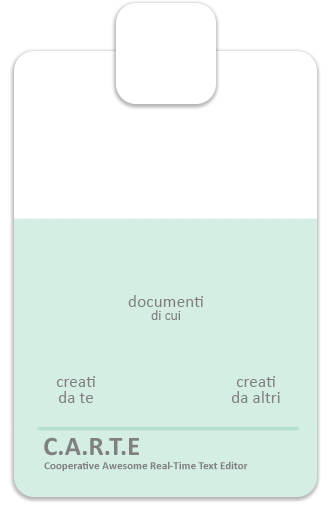 documenti
di cui
creati
da te
creati
da altri
C.A.R.T.E
Cooperative Awesome Real-Time Text Editor